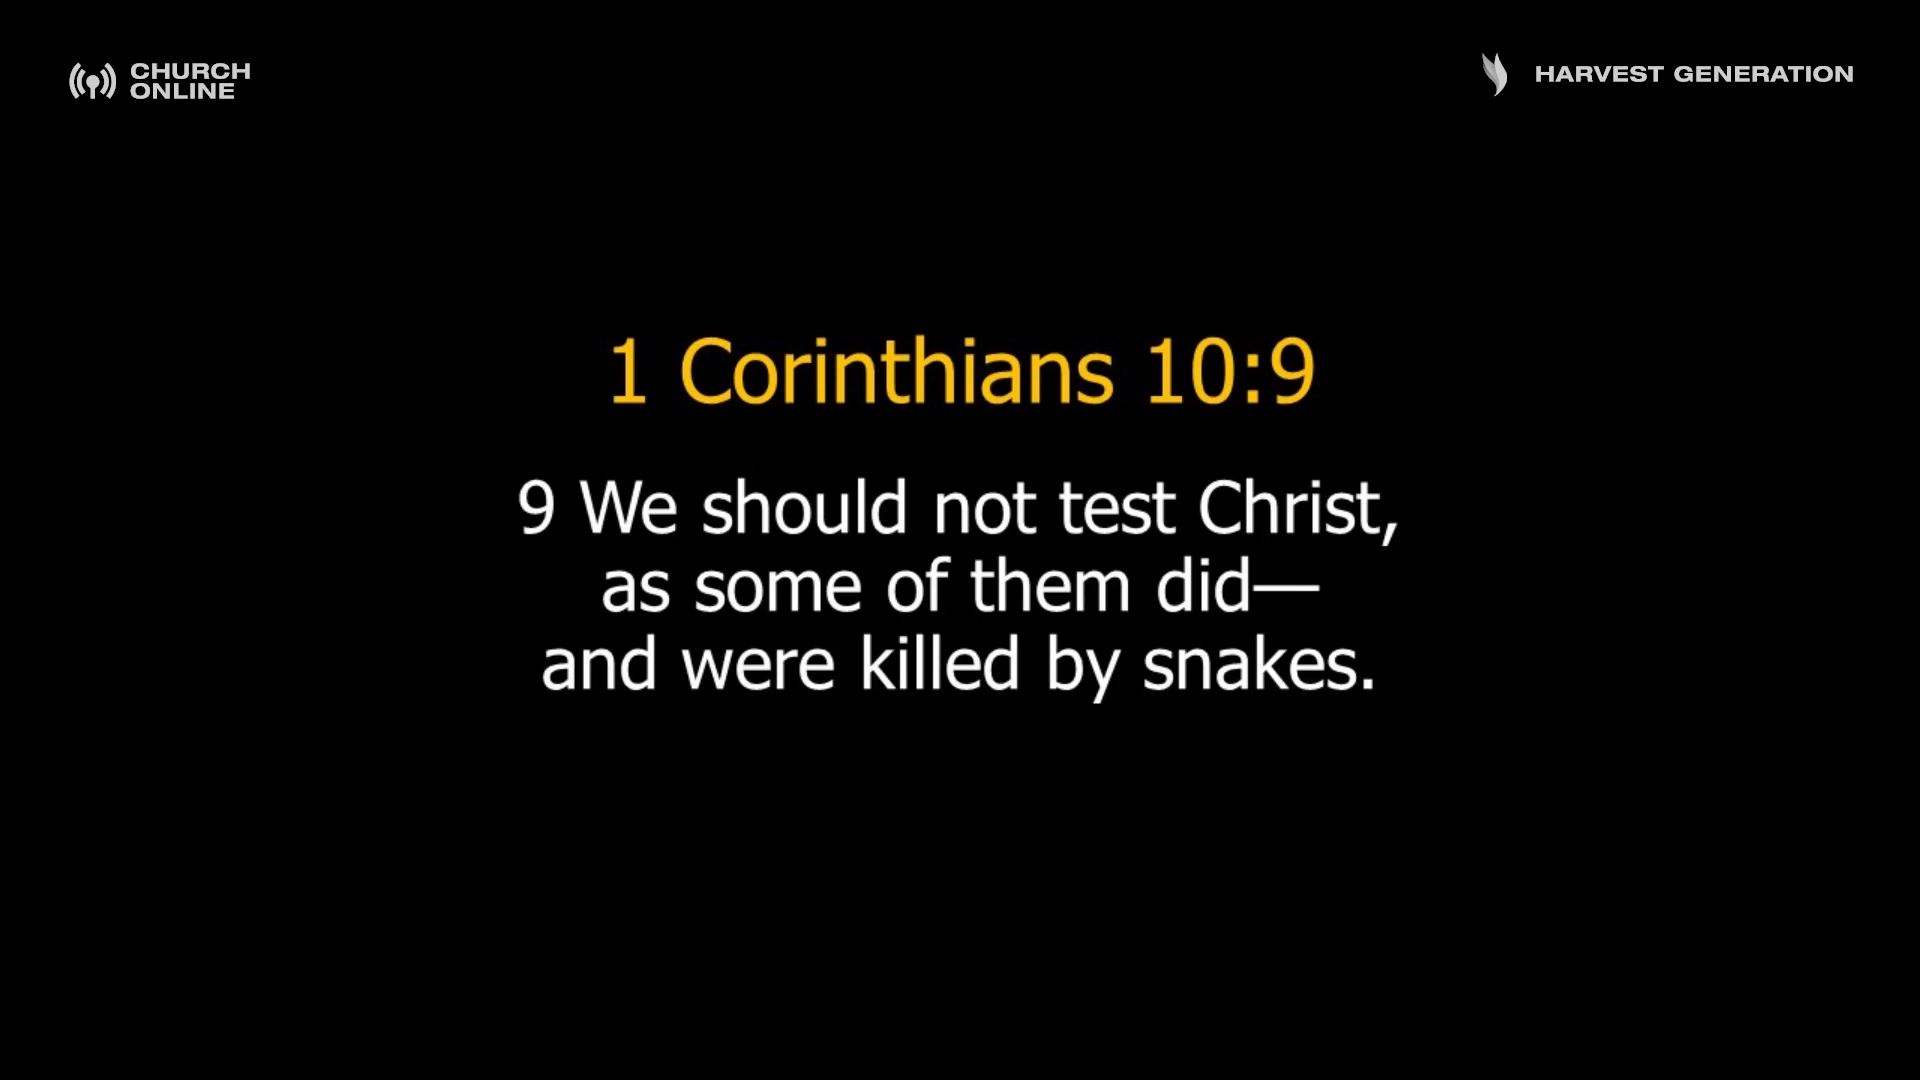 CHURCH
ONLINE
HARVEST GENERATION
1 Corinthians 10:9
9 We should not test Christ,
as some of them did—
and were killed by snakes.